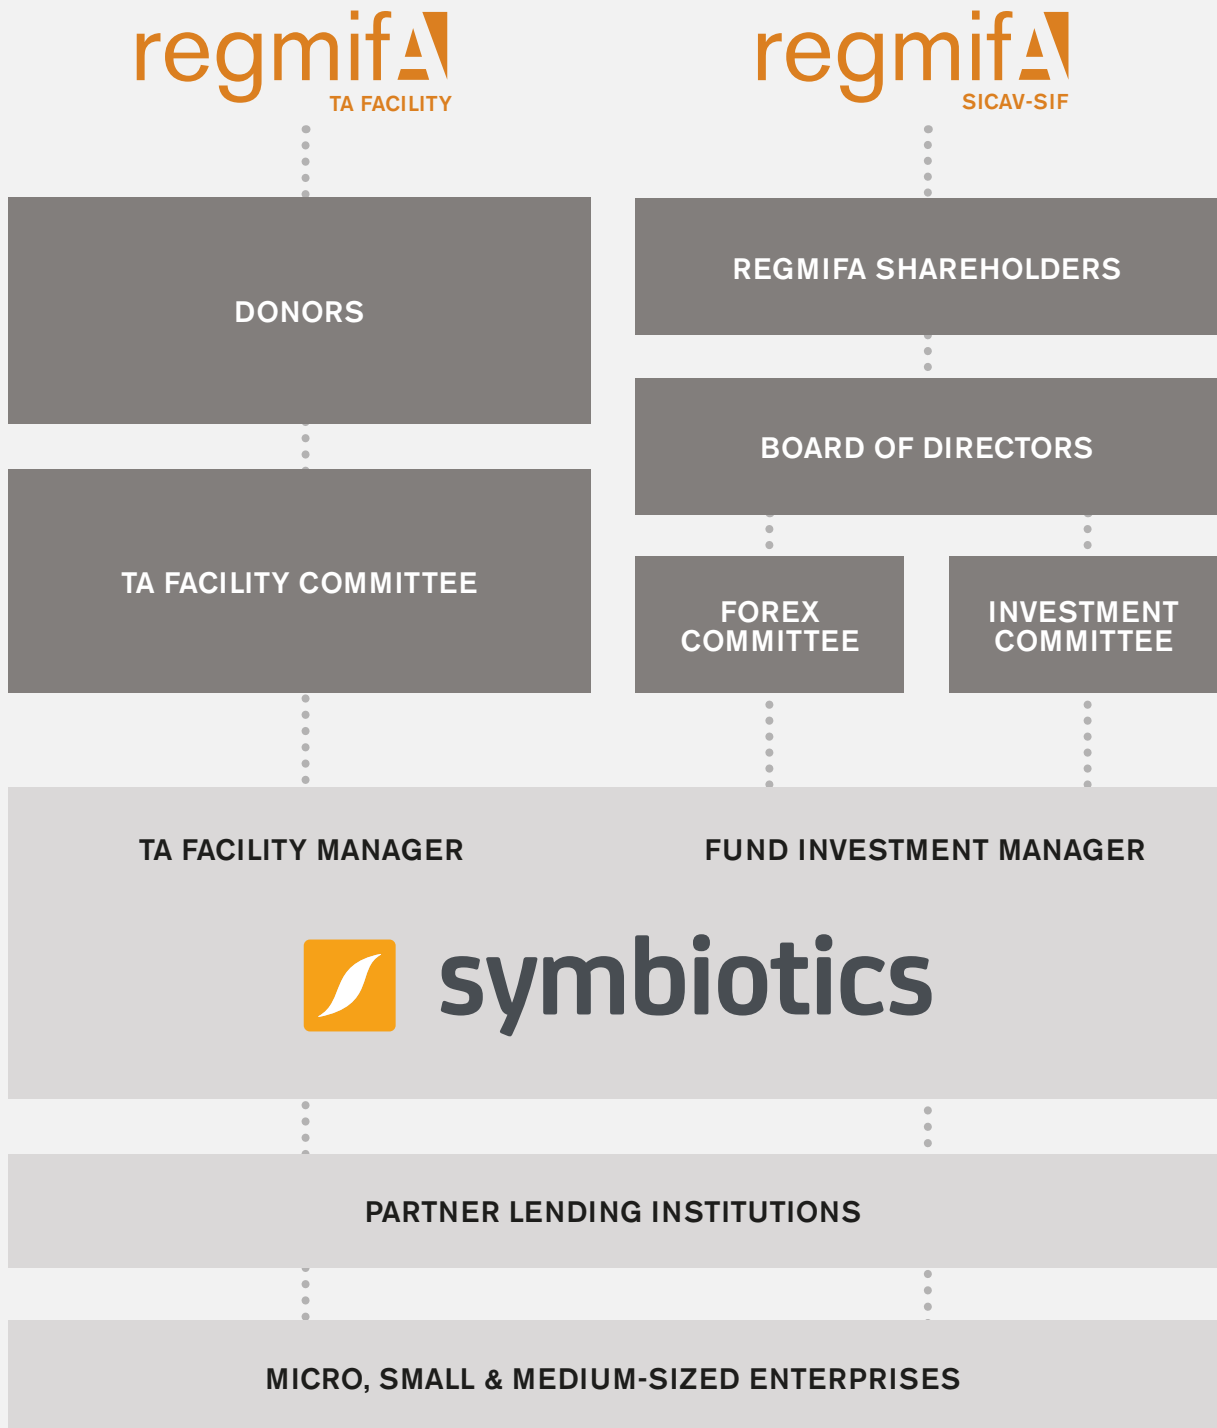 regmifA
TA FACILITY
regmifA
SICAV-SIF
DONORS
TA FACILITY COMMITTEE
REGMIFA SHAREHOLDERS
BOARD OF DIRECTORS
FOREX
COMMITTEE
INVESTMENT
COMMITTEE
TA FACILITY MANAGER
FUND INVESTMENT MANAGER
symbiotics
PARTNER LENDING INSTITUTIONS
MICRO, SMALL & MEDIUM-SIZED ENTERPRISES